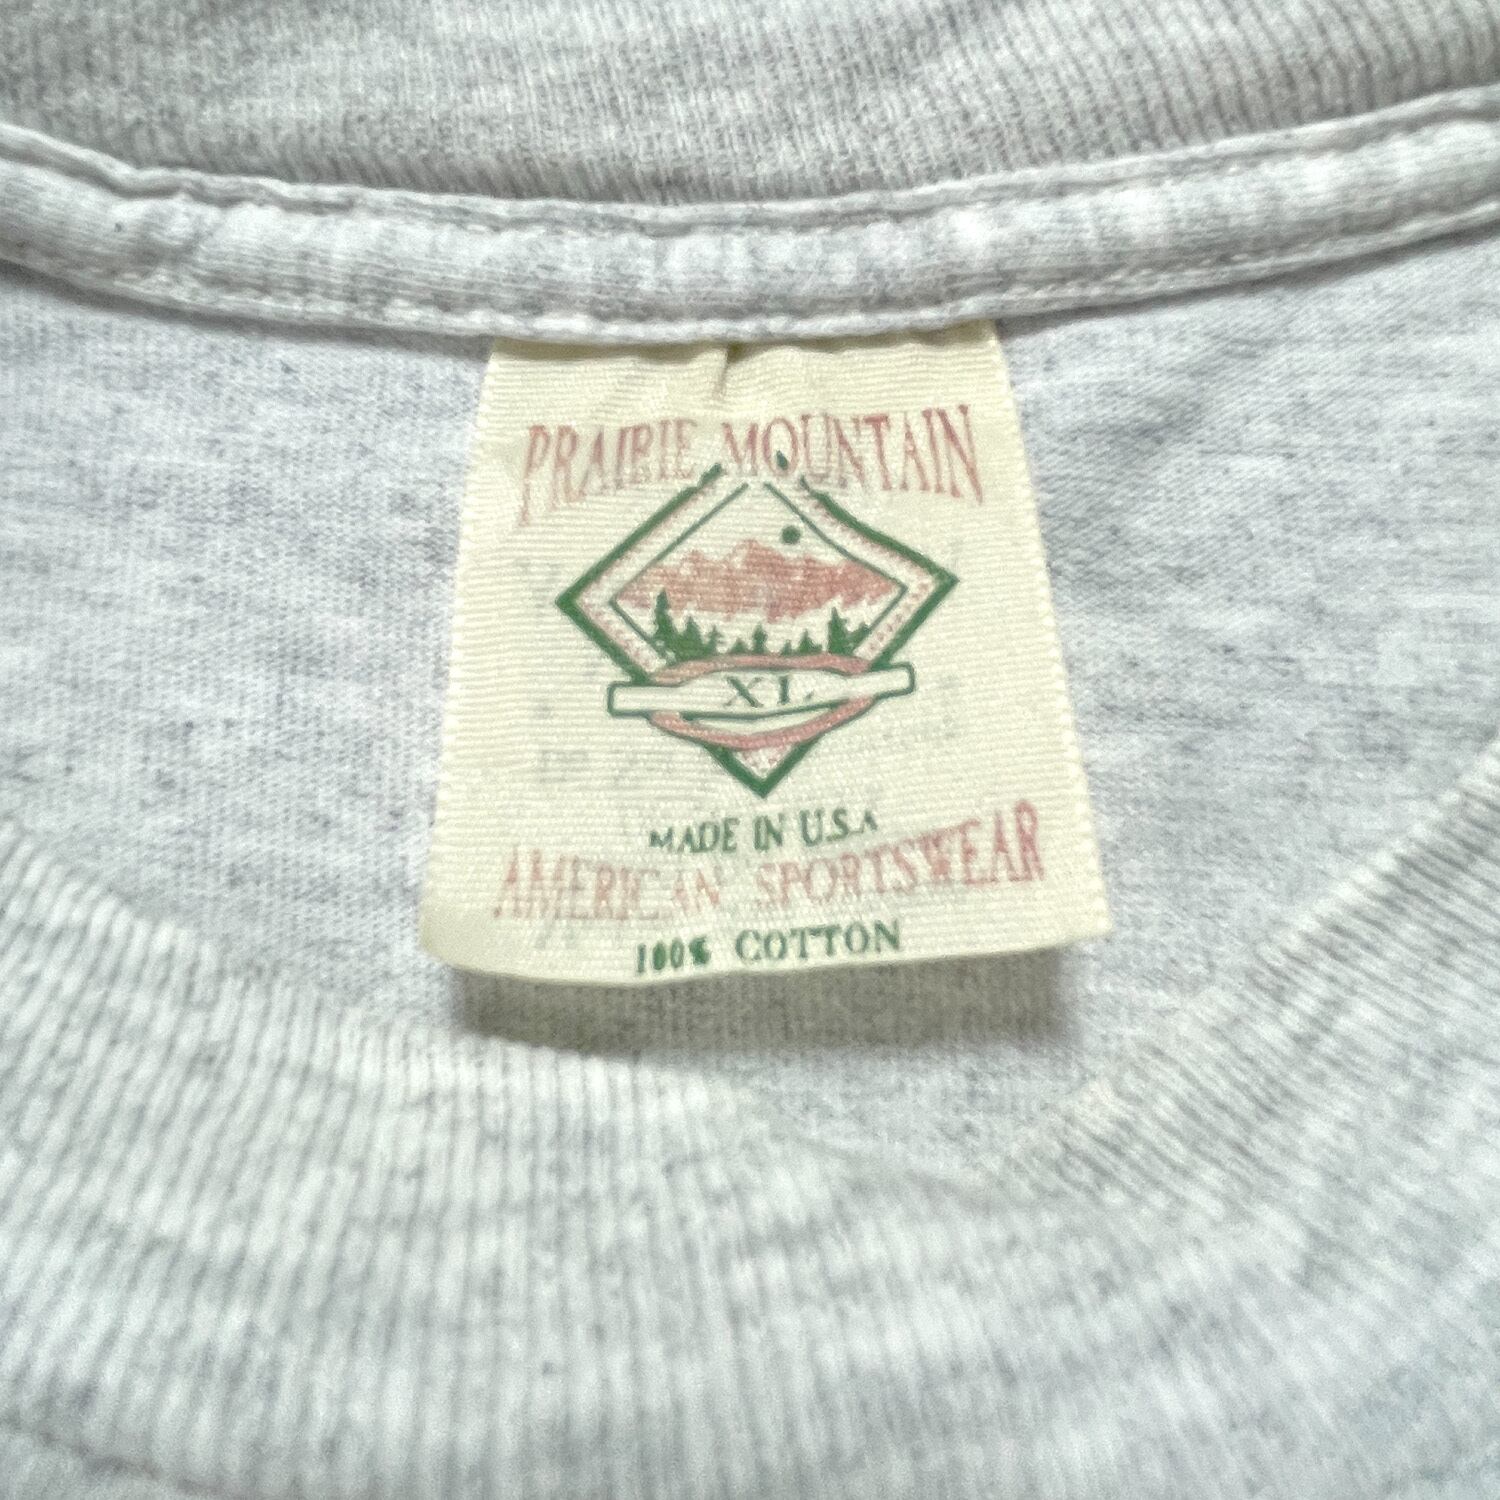 PRAIRIE MOUNTAIN
XL
MADE IN U.S.A
AMERICAN SPORTSWEAR
100% COTTON